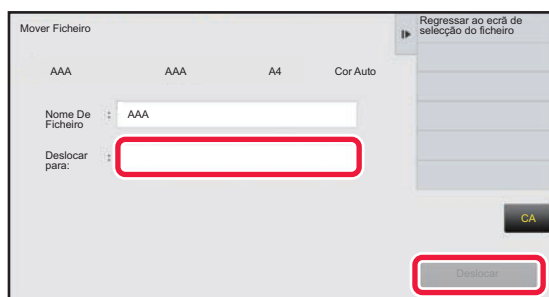 Mover Ficheiro
Regressar ao ecrã de
selecção do ficheiro
AAA AAA A4 Cor Auto
Nome De
Ficheiro : AAA
Deslocar
para: :
CA
Deslocar